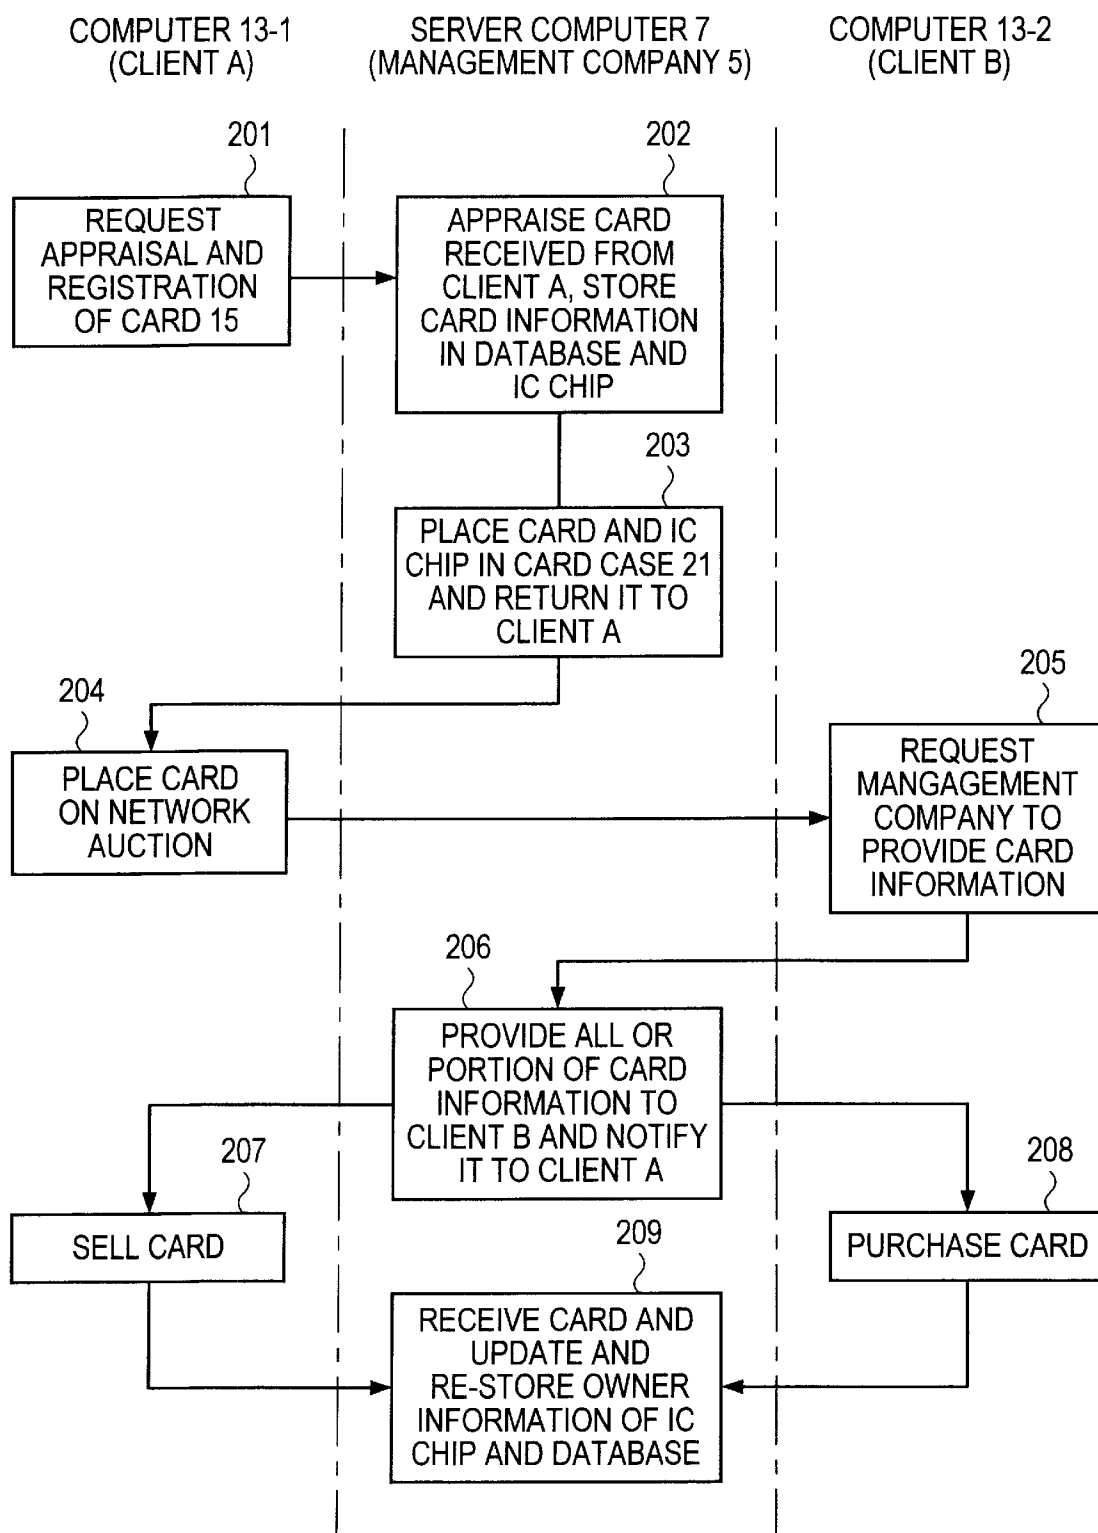 COMPUTER 13-1
(CLIENT A)
SERVER COMPUTER 7
(MANAGEMENT COMPANY 5)
COMPUTER 13-2
(CLIENT B)
201
REQUEST
APPRAISAL AND
REGISTRATION
OF CARD 15
202
APPRAISE CARD
RECEIVED FROM
CLIENT A, STORE
CARD INFORMATION
IN DATABASE AND
IC CHIP
203
PLACE CARD AND IC
CHIP IN CARD CASE 21
AND RETURN IT TO
CLIENT A
204
PLACE CARD
ON NETWORK
AUCTION
205
REQUEST
MANGAGEMENT
COMPANY TO
PROVIDE CARD
INFORMATION
206
PROVIDE ALL OR
PORTION OF CARD
INFORMATION TO
CLIENT B AND NOTIFY
IT TO CLIENT A
207
SELL CARD
208
PURCHASE CARD
209
RECEIVE CARD AND
UPDATE AND
RE-STORE OWNER
INFORMATION OF IC
CHIP AND DATABASE